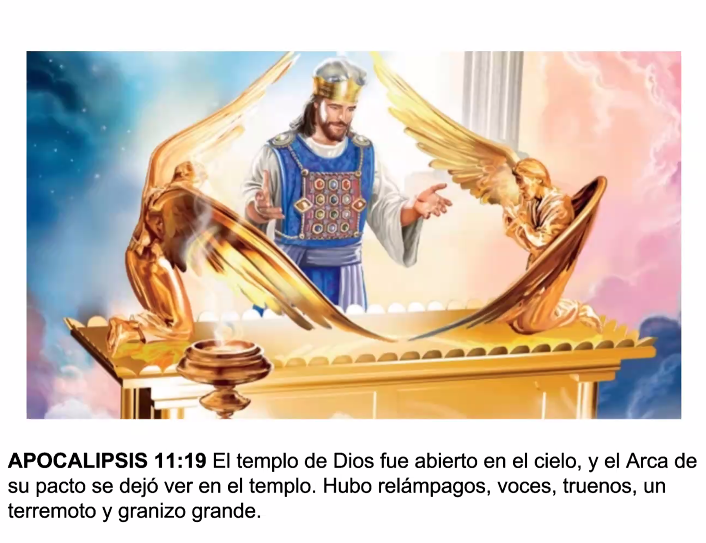 APOCALIPSIS 11:19 El templo de Dios fue abierto en el cielo, y el Arca de
su pacto se dejó ver en el templo. Hubo relámpagos, voces, truenos, un
terremoto y granizo grande.